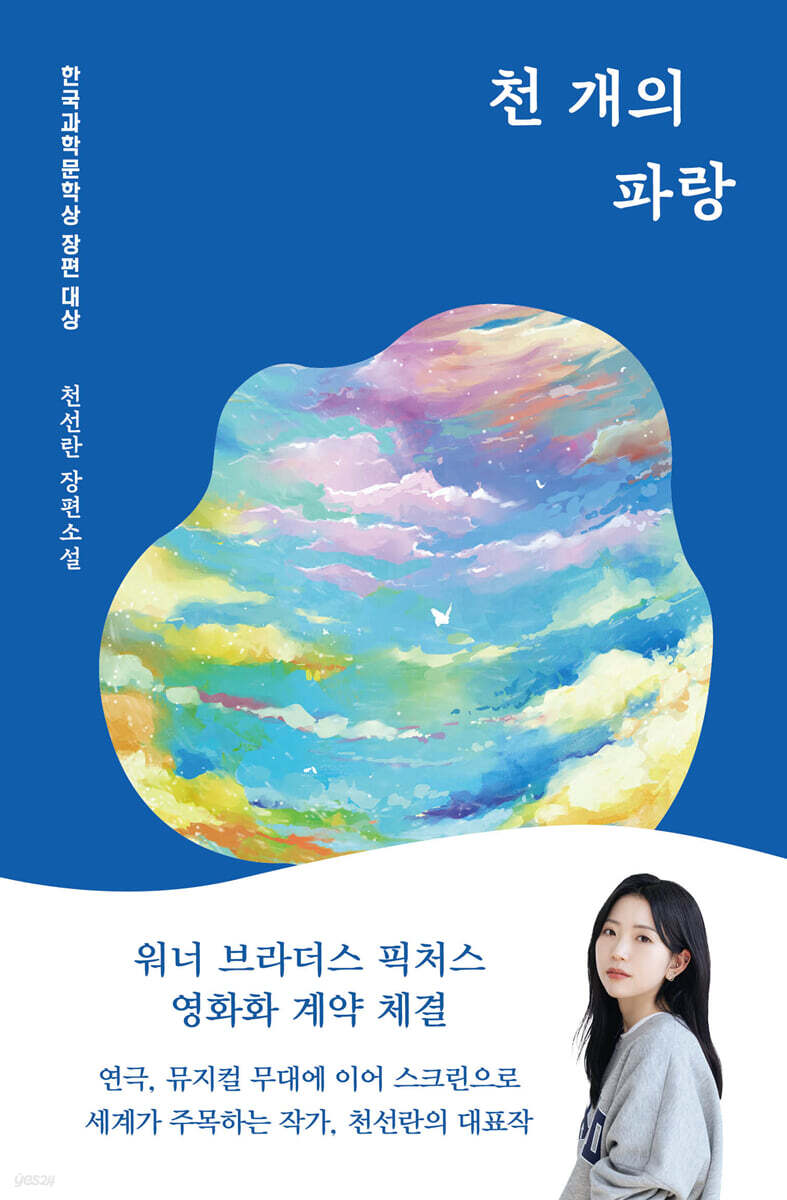 천 개의
파랑
한국과학문학상 장편 대상
천선란 장편소설
워너 브라더스 픽처스
영화화 계약 체결
연극, 뮤지컬 무대에 이어 스크린으로
세계가 주목하는 작가, 천선란의 대표작
yes24